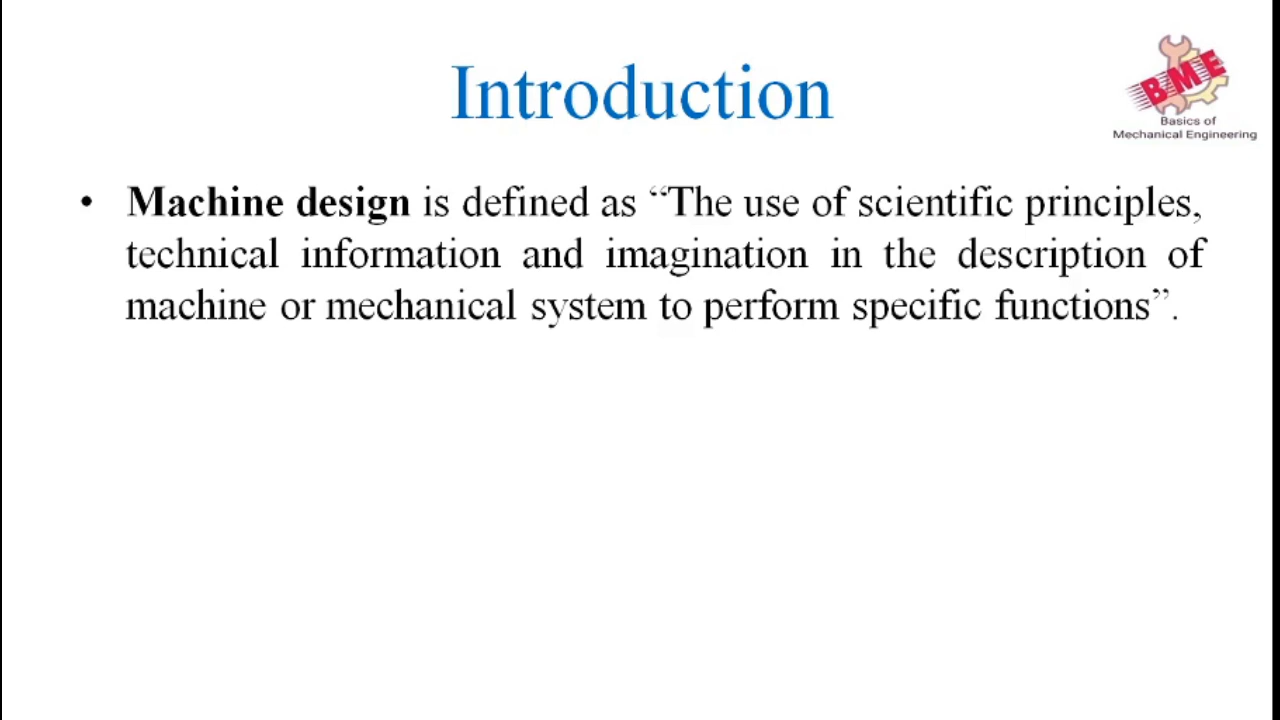 Introduction
BME
Basics of
Mechanical Engineering
• Machine design is defined as “The use of scientific principles,
technical information and imagination in the description of
machine or mechanical system to perform specific functions”.